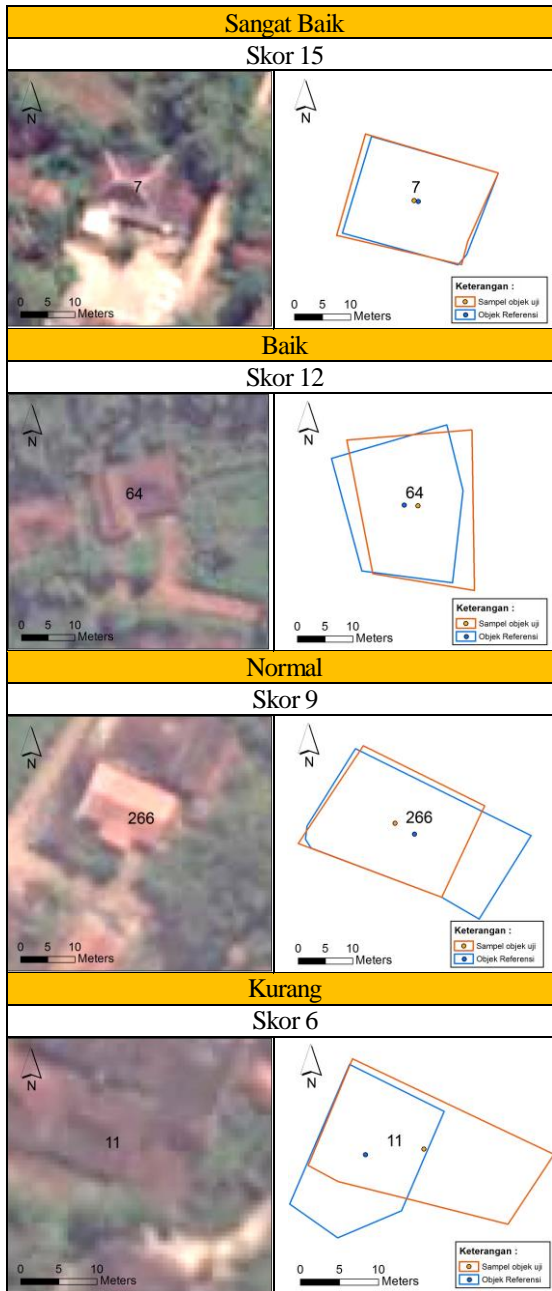 Sangat Baik
Skor 15
N
7
0 5 10
Meters
N
7
0 5 10
Meters
Keterangan :
Sampel objek uji
Objek Referensi
Baik
Skor 12
N
64
0 5 10
Meters
N
64
0 5 10
Meters
Keterangan :
Sampel objek uji
Objek Referensi
Normal
Skor 9
N
266
0 5 10
Meters
N
266
0 5 10
Meters
Keterangan :
Sampel objek uji
Objek Referensi
Kurang
Skor 6
N
11
0 5 10
Meters
N
11
0 5 10
Meters
Keterangan :
Sampel objek uji
Objek Referensi